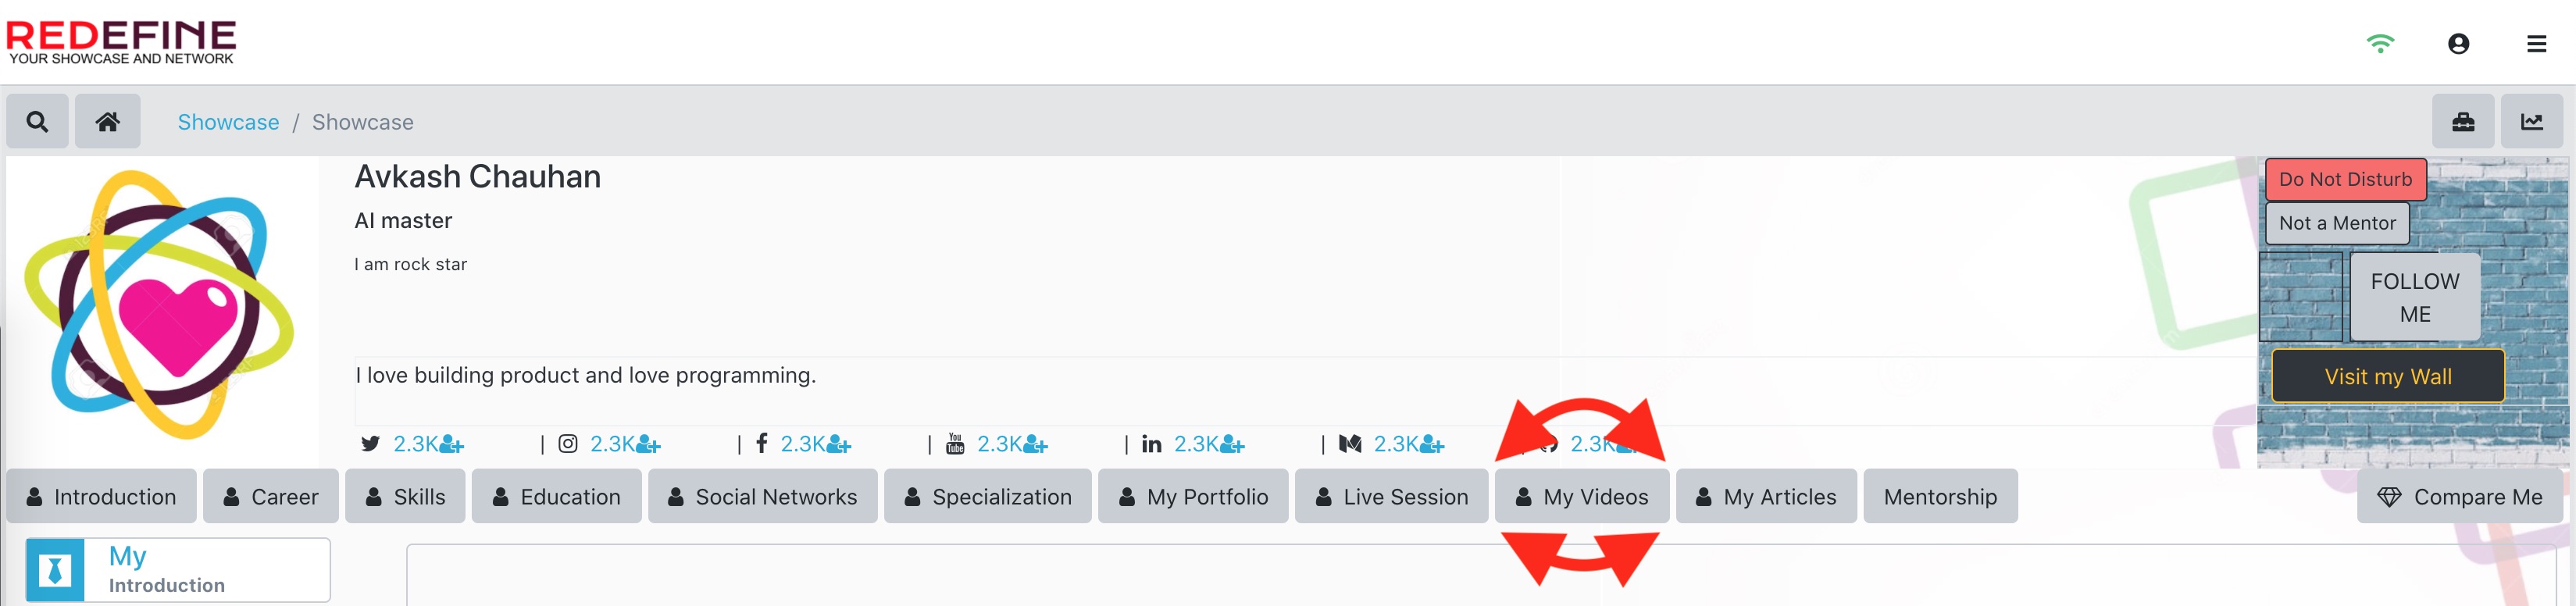 REDEFINE
YOUR SHOWCASE AND NETWORK
Showcase / Showcase
Avkash Chauhan
AI master
I am rock star
Do Not Disturb
Not a Mentor
FOLLOW
ME
I love building product and love programming.
Visit my Wall
2.3K | 2.3K | 2.3K | You Tube 2.3K | in 2.3K | 2.3K 2.3K
Introduction Career Skills Education Social Networks Specialization My Portfolio Live Session My Videos My Articles Mentorship Compare Me
My
Introduction